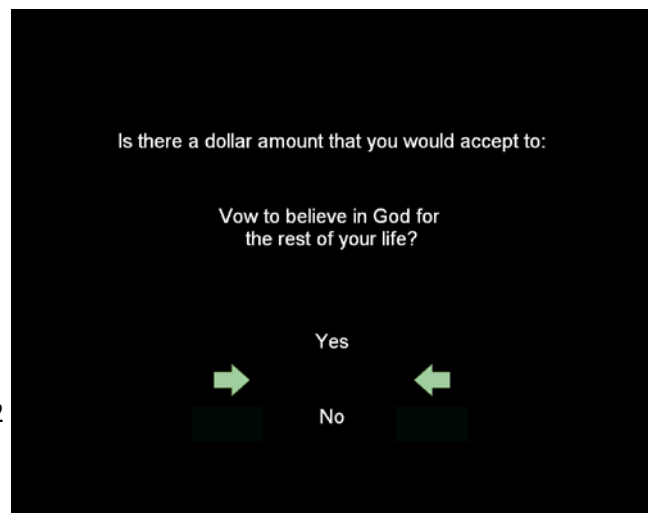 Is there a dollar amount that you would accept to:
Vow to believe in God for
the rest of your life?
Yes
2
No